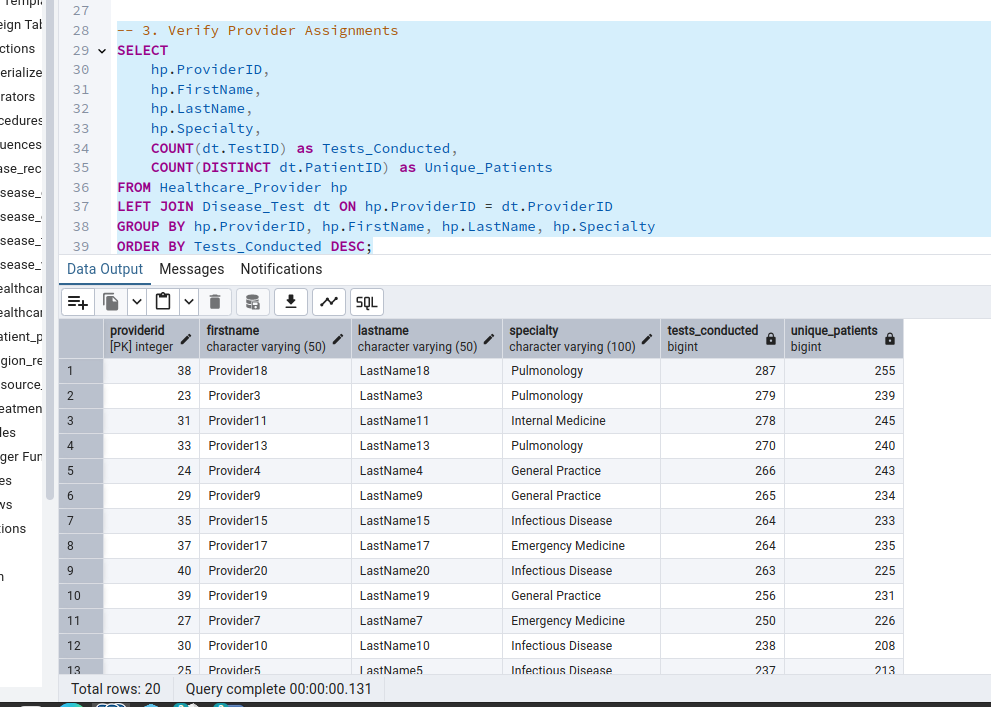 27
28 -- 3. Verify Provider Assignments
29 SELECT
30 hp.ProviderID,
31 hp.FirstName,
32 hp.LastName,
33 hp.Specialty,
34 COUNT(dt.TestID) as Tests_Conducted,
35 COUNT(DISTINCT dt.PatientID) as Unique_Patients
36 FROM Healthcare_Provider hp
37 LEFT JOIN Disease_Test dt ON hp.ProviderID = dt.ProviderID
38 GROUP BY hp.ProviderID, hp.FirstName, hp.LastName, hp.Specialty
39 ORDER BY Tests_Conducted DESC;
eign Tab
ctions
erialize
rators
cedures
uences
ase_rec
sease_
sease_
sease_
sease_
ealthcar
ealthcar
atient_p
gion_re
source_
eatmen
les
ger Fun
es
ws
tions
Data Output Messages Notifications
SQL
providerid firstname lastname specialty tests_conducted unique_patients
[PK] integer character varying (50) character varying (50) character varying (100) bigint bigint
1 38 Provider18 LastName18 Pulmonology 287 255
2 23 Provider3 LastName3 Pulmonology 279 239
3 31 Provider11 LastName11 Internal Medicine 278 245
4 33 Provider13 LastName13 Pulmonology 270 240
5 24 Provider4 LastName4 General Practice 266 243
6 29 Provider9 LastName9 General Practice 265 234
7 35 Provider15 LastName15 Infectious Disease 264 233
8 37 Provider17 LastName17 Emergency Medicine 264 235
9 40 Provider20 LastName20 Infectious Disease 263 225
10 39 Provider19 LastName19 General Practice 256 231
11 27 Provider7 LastName7 Emergency Medicine 250 226
12 30 Provider10 LastName10 Infectious Disease 238 208
13 25 Provider5 LastName5 Infectious Disease 237 213
Total rows: 20 Query complete 00:00:00.131